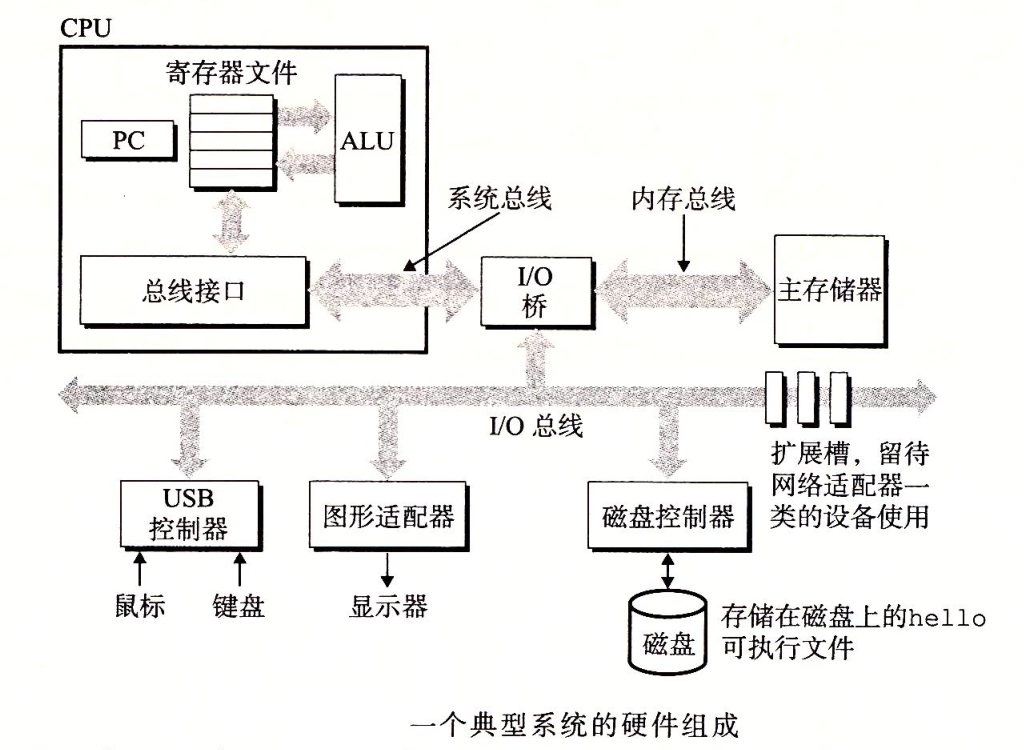 CPU
寄存器文件
PC
ALU
系统总线
内存总线
总线接口
I/O
桥
主存储器
I/O 总线
扩展槽，留待
网络适配器一
类的设备使用
USB
控制器
图形适配器
磁盘控制器
鼠标
键盘
显示器
磁盘
存储在磁盘上的hello
可执行文件
一个典型系统的硬件组成